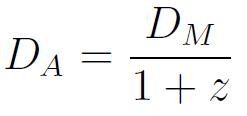 D_A = \frac{D_M}{1 + z}